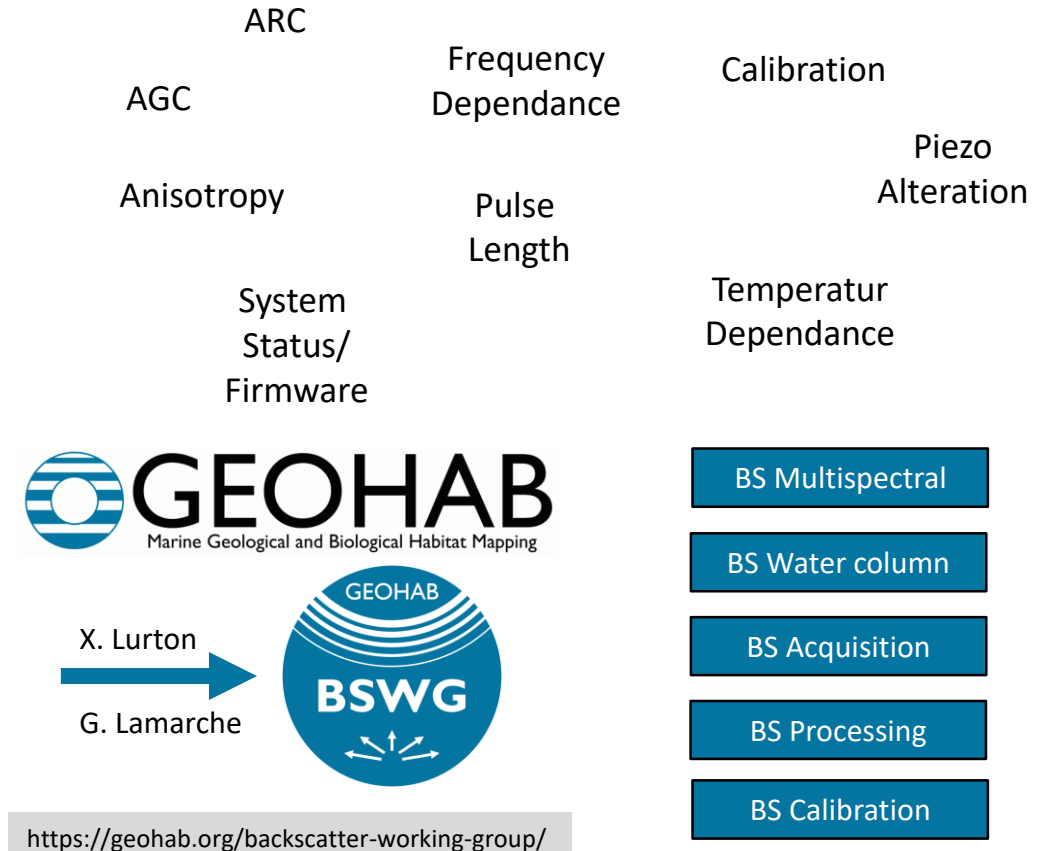 ARC
Frequency
Dependance
Calibration
AGC
Piezo
Alteration
Anisotropy
Pulse
Length
System
Status/
Firmware
Temperatur
Dependance
GEOHAB
Marine Geological and Biological Habitat Mapping
GEOHAB
BSWG
X. Lurton
G. Lamarche
https://geohab.org/backscatter-working-group/
BS Multispectral
BS Water column
BS Acquisition
BS Processing
BS Calibration